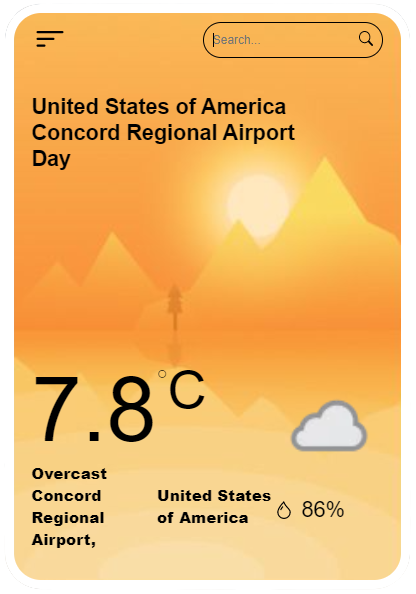 Search...
United States of America
Concord Regional Airport
Day
7.8°C
Overcast
Concord
Regional
Airport,
United States
of America
86%